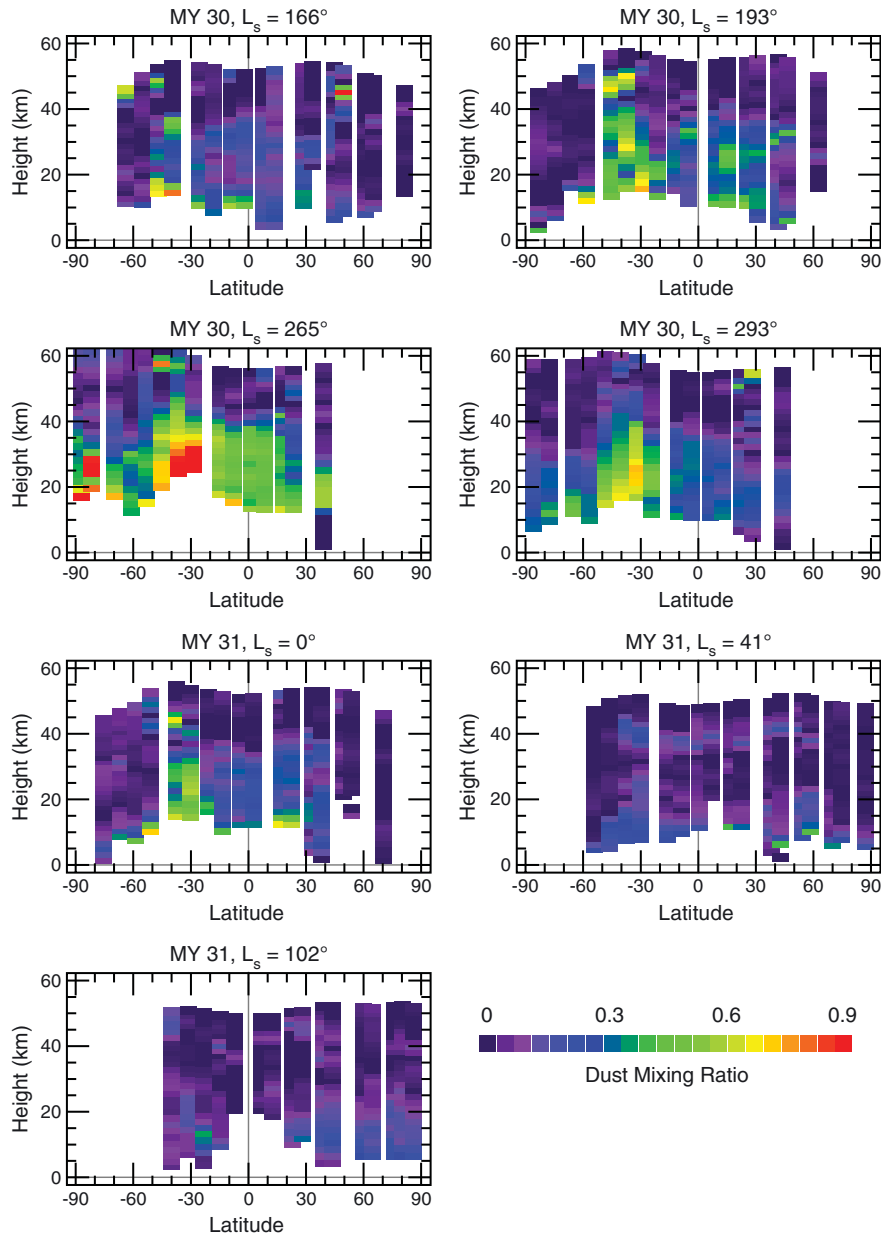 MY 30, Ls = 166°
MY 30, Ls = 193°
60
40
20
0
Height (km)
-90 -60 -30 0 30 60 90
Latitude
60
40
20
0
Height (km)
-90 -60 -30 0 30 60 90
Latitude
MY 30, Ls = 265°
MY 30, Ls = 293°
60
40
20
0
Height (km)
-90 -60 -30 0 30 60 90
Latitude
60
40
20
0
Height (km)
-90 -60 -30 0 30 60 90
Latitude
MY 31, Ls = 0°
MY 31, Ls = 41°
60
40
20
0
Height (km)
-90 -60 -30 0 30 60 90
Latitude
60
40
20
0
Height (km)
-90 -60 -30 0 30 60 90
Latitude
MY 31, Ls = 102°
60
40
20
0
Height (km)
-90 -60 -30 0 30 60 90
Latitude
0 0.3 0.6 0.9
Dust Mixing Ratio